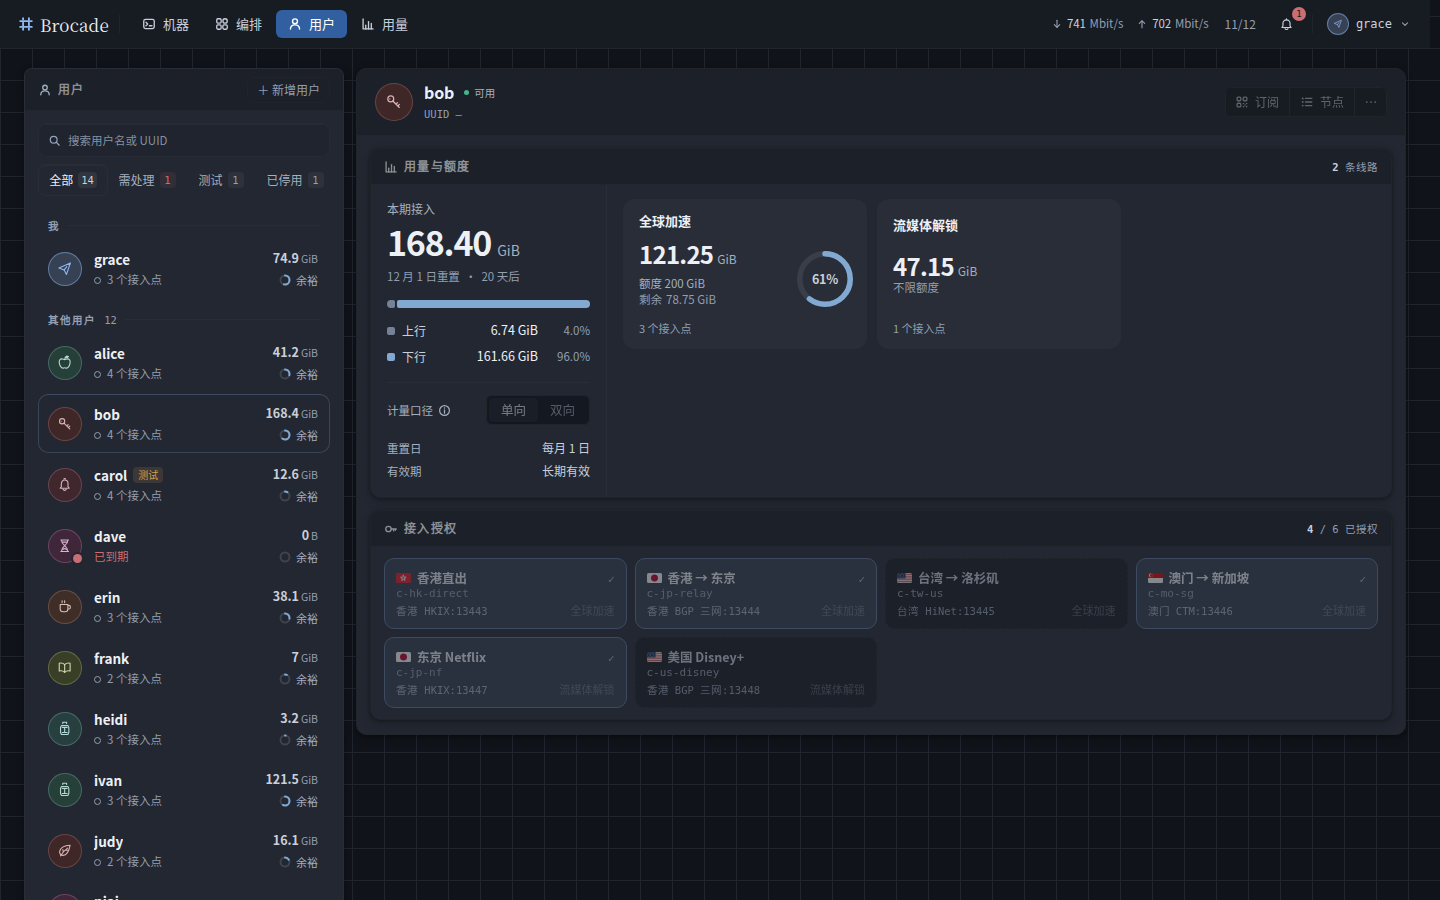 Brocade
机器
编排
用户
用量
↓ 741 Mbit/s
↑ 702 Mbit/s
11/12
1
grace
用户
+ 新增用户
搜索用户名或 UUID
全部 14
需处理 1
测试 1
已停用 1
我
grace
74.9 GiB
3 个接入点
余裕
其他用户 12
alice
41.2 GiB
4 个接入点
余裕
bob
168.4 GiB
4 个接入点
余裕
carol 测试
12.6 GiB
4 个接入点
余裕
dave
0 B
已到期
余裕
erin
38.1 GiB
3 个接入点
余裕
frank
7 GiB
2 个接入点
余裕
heidi
3.2 GiB
3 个接入点
余裕
ivan
121.5 GiB
3 个接入点
余裕
judy
16.1 GiB
2 个接入点
余裕
bob
可用
UUID —
订阅
节点
···
用量与额度
2 条线路
本期接入
168.40 GiB
12 月 1 日重置 · 20 天后
上行 6.74 GiB 4.0%
下行 161.66 GiB 96.0%
计量口径
单向
双向
重置日 每月 1 日
有效期 长期有效
全球加速
121.25 GiB
额度 200 GiB
剩余 78.75 GiB
61%
3 个接入点
流媒体解锁
47.15 GiB
不限额度
1 个接入点
接入授权
4 / 6 已授权
香港直出 ✓
c-hk-direct
香港 HKIX:13443 全球加速
香港 → 东京 ✓
c-jp-relay
香港 BGP 三网:13444 全球加速
台湾 → 洛杉矶
c-tw-us
台湾 HiNet:13445 全球加速
澳门 → 新加坡 ✓
c-mo-sg
澳门 CTM:13446 全球加速
东京 Netflix ✓
c-jp-nf
香港 HKIX:13447 流媒体解锁
美国 Disney+
c-us-disney
香港 BGP 三网:13448 流媒体解锁